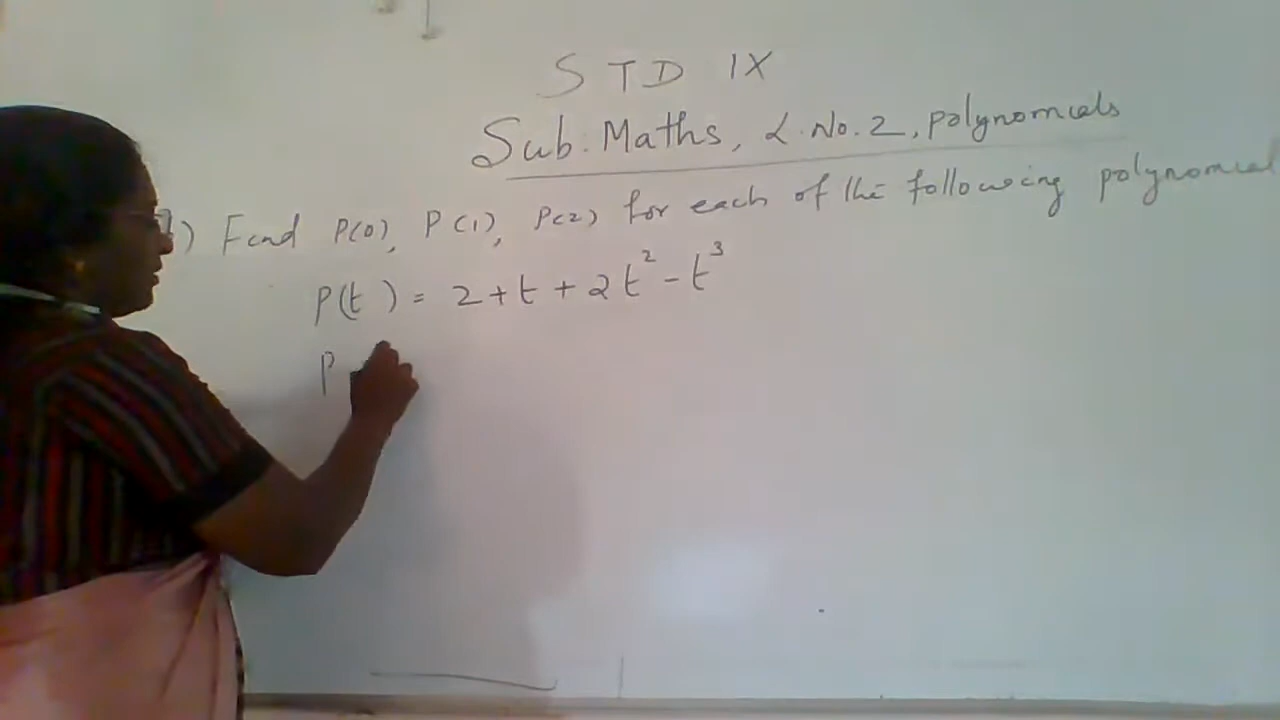 STD IX
Sub. Maths, L. No. 2, polynomials
) Find P(0), P(1), P(2) for each of the following polynomial
P(t) = 2 + t + 2t² - t³
P